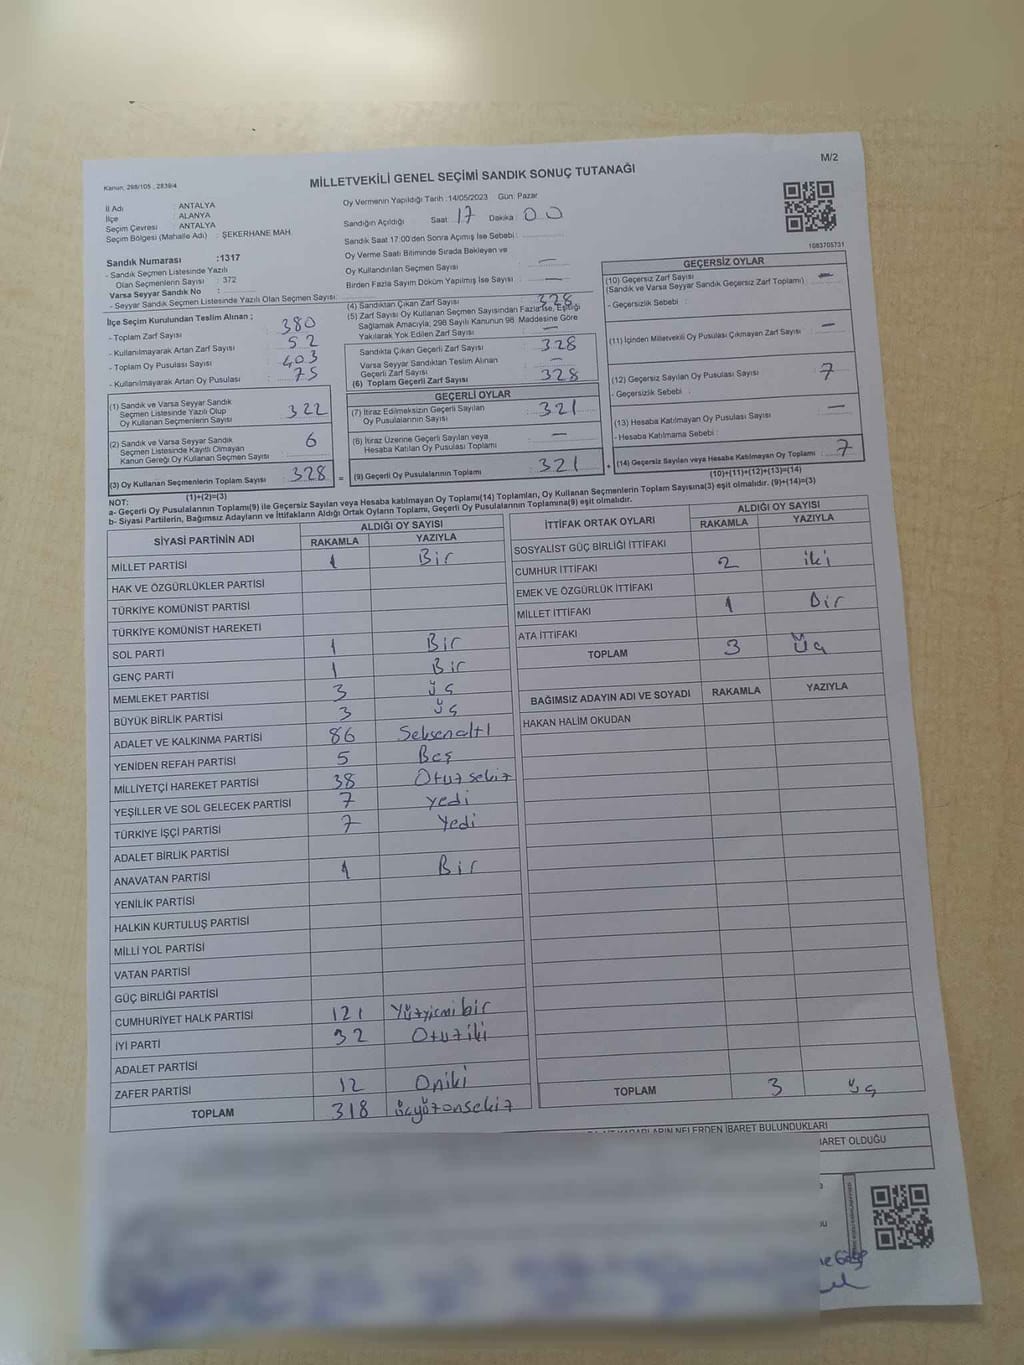 M/2
Kanun, 298/105 , 2839/4
MİLLETVEKİLİ GENEL SEÇİMİ SANDIK SONUÇ TUTANAĞI
İl Adı : ANTALYA
İlçe : ALANYA
Seçim Çevresi : ANTALYA
Seçim Bölgesi (Mahalle Adı) : ŞEKERHANE MAH.
Oy Vermenin Yapıldığı Tarih :14/05/2023 Gün: Pazar
Sandığın Açıldığı Saat 17 Dakika 00
Sandık Saat 17:00'den Sonra Açımış İse Sebebi :
Oy Verme Saati Bitiminde Sırada Bekleyen ve
Oy Kullandırılan Seçmen Sayısı —
Birden Fazla Sayım Döküm Yapılmış İse Sayısı —
1083705731
Sandık Numarası :1317
- Sandık Seçmen Listesinde Yazılı
Olan Seçmenlerin Sayısı : 372
Varsa Seyyar Sandık No :
- Seyyar Sandık Seçmen Listesinde Yazılı Olan Seçmen Sayısı:
İlçe Seçim Kurulundan Teslim Alınan ;
- Toplam Zarf Sayısı 380
- Kullanılmayarak Artan Zarf Sayısı 52
- Toplam Oy Pusulası Sayısı 403
- Kullanılmayarak Artan Oy Pusulası 75
(1) Sandık ve Varsa Seyyar Sandık
Seçmen Listesinde Yazılı Olup
Oy Kullanan Seçmenlerin Sayısı 322
(2) Sandık ve Varsa Seyyar Sandık
Seçmen Listesinde Kayıtlı Olmayan
Kanun Gereği Oy Kullanan Seçmen Sayısı : 6
(3) Oy Kullanan Seçmenlerin Toplam Sayısı : 328 =
(1)+(2)=(3)
(4) Sandıktan Çıkan Zarf Sayısı 328
(5) Zarf Sayısı Oy Kullanan Seçmen Sayısından Fazla İse, Eşitliği
Sağlamak Amacıyla, 298 Sayılı Kanunun 98. Maddesine Göre
Yakılarak Yok Edilen Zarf Sayısı —
Sandıkta Çıkan Geçerli Zarf Sayısı 328
Varsa Seyyar Sandıktan Teslim Alınan
Geçerli Zarf Sayısı —
(6) Toplam Geçerli Zarf Sayısı 328
GEÇERLİ OYLAR
(7) İtiraz Edilmeksizin Geçerli Sayılan
Oy Pusulalarının Sayısı : 321
(8) İtiraz Üzerine Geçerli Sayılan veya
Hesaba Katılan Oy Pusulası Toplamı —
(9) Geçerli Oy Pusulalarının Toplamı 321 +
GEÇERSİZ OYLAR
(10) Geçersiz Zarf Sayısı —
(Sandık ve Varsa Seyyar Sandık Geçersiz Zarf Toplamı)
- Geçersizlik Sebebi :
(11) İçinden Milletvekili Oy Pusulası Çıkmayan Zarf Sayısı —
(12) Geçersiz Sayılan Oy Pusulası Sayısı 7
- Geçersizlik Sebebi :
(13) Hesaba Katılmayan Oy Pusulası Sayısı —
- Hesaba Katılmama Sebebi :
(14) Geçersiz Sayılan veya Hesaba Katılmayan Oy Toplamı : 7
(10)+(11)+(12)+(13)=(14)
NOT:
a- Geçerli Oy Pusulalarının Toplamı(9) ile Geçersiz Sayılan veya Hesaba katılmayan Oy Toplamı(14) Toplamları, Oy Kullanan Seçmenlerin Toplam Sayısına(3) eşit olmalıdır. (9)+(14)=(3)
b- Siyasi Partilerin, Bağımsız Adayların ve İttifakların Aldığı Ortak Oyların Toplamı, Geçerli Oy Pusulalarının Toplamına(9) eşit olmalıdır.
SİYASİ PARTİNİN ADI ALDIĞI OY SAYISI
RAKAMLA YAZIYLA
MİLLET PARTİSİ 1 Bir
HAK VE ÖZGÜRLÜKLER PARTİSİ
TÜRKİYE KOMÜNİST PARTİSİ
TÜRKİYE KOMÜNİST HAREKETİ
SOL PARTİ 1 Bir
GENÇ PARTİ 1 Bir
MEMLEKET PARTİSİ 3 üç
BÜYÜK BİRLİK PARTİSİ 3 üç
ADALET VE KALKINMA PARTİSİ 86 Seksenaltı
YENİDEN REFAH PARTİSİ 5 Beş
MİLLİYETÇİ HAREKET PARTİSİ 38 Otuzsekiz
YEŞİLLER VE SOL GELECEK PARTİSİ 7 yedi
TÜRKİYE İŞÇİ PARTİSİ 7 Yedi
ADALET BİRLİK PARTİSİ
ANAVATAN PARTİSİ 1 Bir
YENİLİK PARTİSİ
HALKIN KURTULUŞ PARTİSİ
MİLLİ YOL PARTİSİ
VATAN PARTİSİ
GÜÇ BİRLİĞİ PARTİSİ
CUMHURİYET HALK PARTİSİ 121 Yüzyirmibir
İYİ PARTİ 32 Otuziki
ADALET PARTİSİ
ZAFER PARTİSİ 12 Oniki
TOPLAM 318 üçyüzonsekiz
İTTİFAK ORTAK OYLARI ALDIĞI OY SAYISI
RAKAMLA YAZIYLA
SOSYALİST GÜÇ BİRLİĞİ İTTİFAKI
CUMHUR İTTİFAKI 2 iki
EMEK VE ÖZGÜRLÜK İTTİFAKI
MİLLET İTTİFAKI 1 Bir
ATA İTTİFAKI
TOPLAM 3 Üç
BAĞIMSIZ ADAYIN ADI VE SOYADI RAKAMLA YAZIYLA
HAKAN HALİM OKUDAN
TOPLAM 3 üç
KARARLARIN NELERDEN İBARET BULUNDUKLARI
BARET OLDUĞU